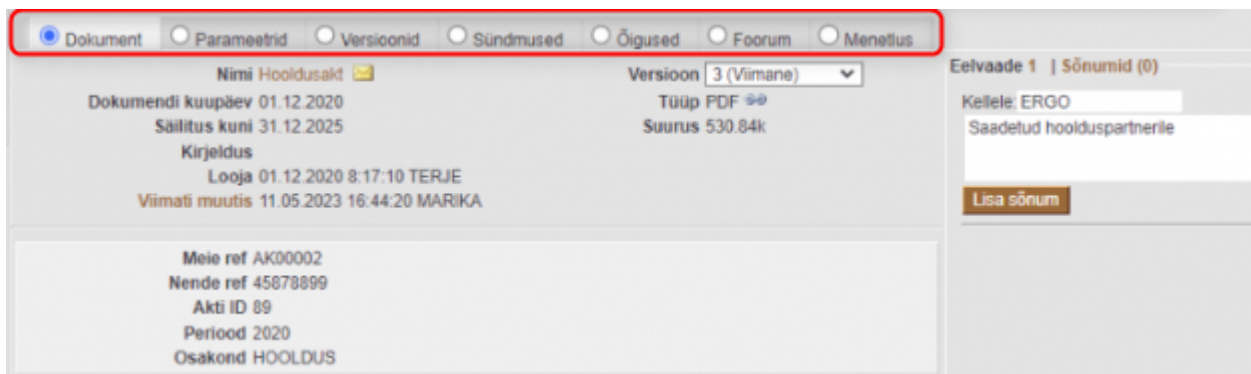 Dokument Parameetrid Versioonid Sündmused Õigused Foorum Menetlus
Nimi Hooldusakt
Versioon 3 (Viimane)
Dokumendi kuupäev 01.12.2020
Tüüp PDF
Säilitus kuni 31.12.2025
Suurus 530.84k
Kirjeldus
Looja 01.12.2020 8:17:10 TERJE
Viimati muutis 11.05.2023 16:44:20 MARIKA
Meie ref AK00002
Nende ref 45878899
Akti ID 89
Periood 2020
Osakond HOOLDUS
Eelvaade 1 | Sõnumid (0)
Kellele: ERGO
Saadetud hoolduspartnerile
Lisa sõnum